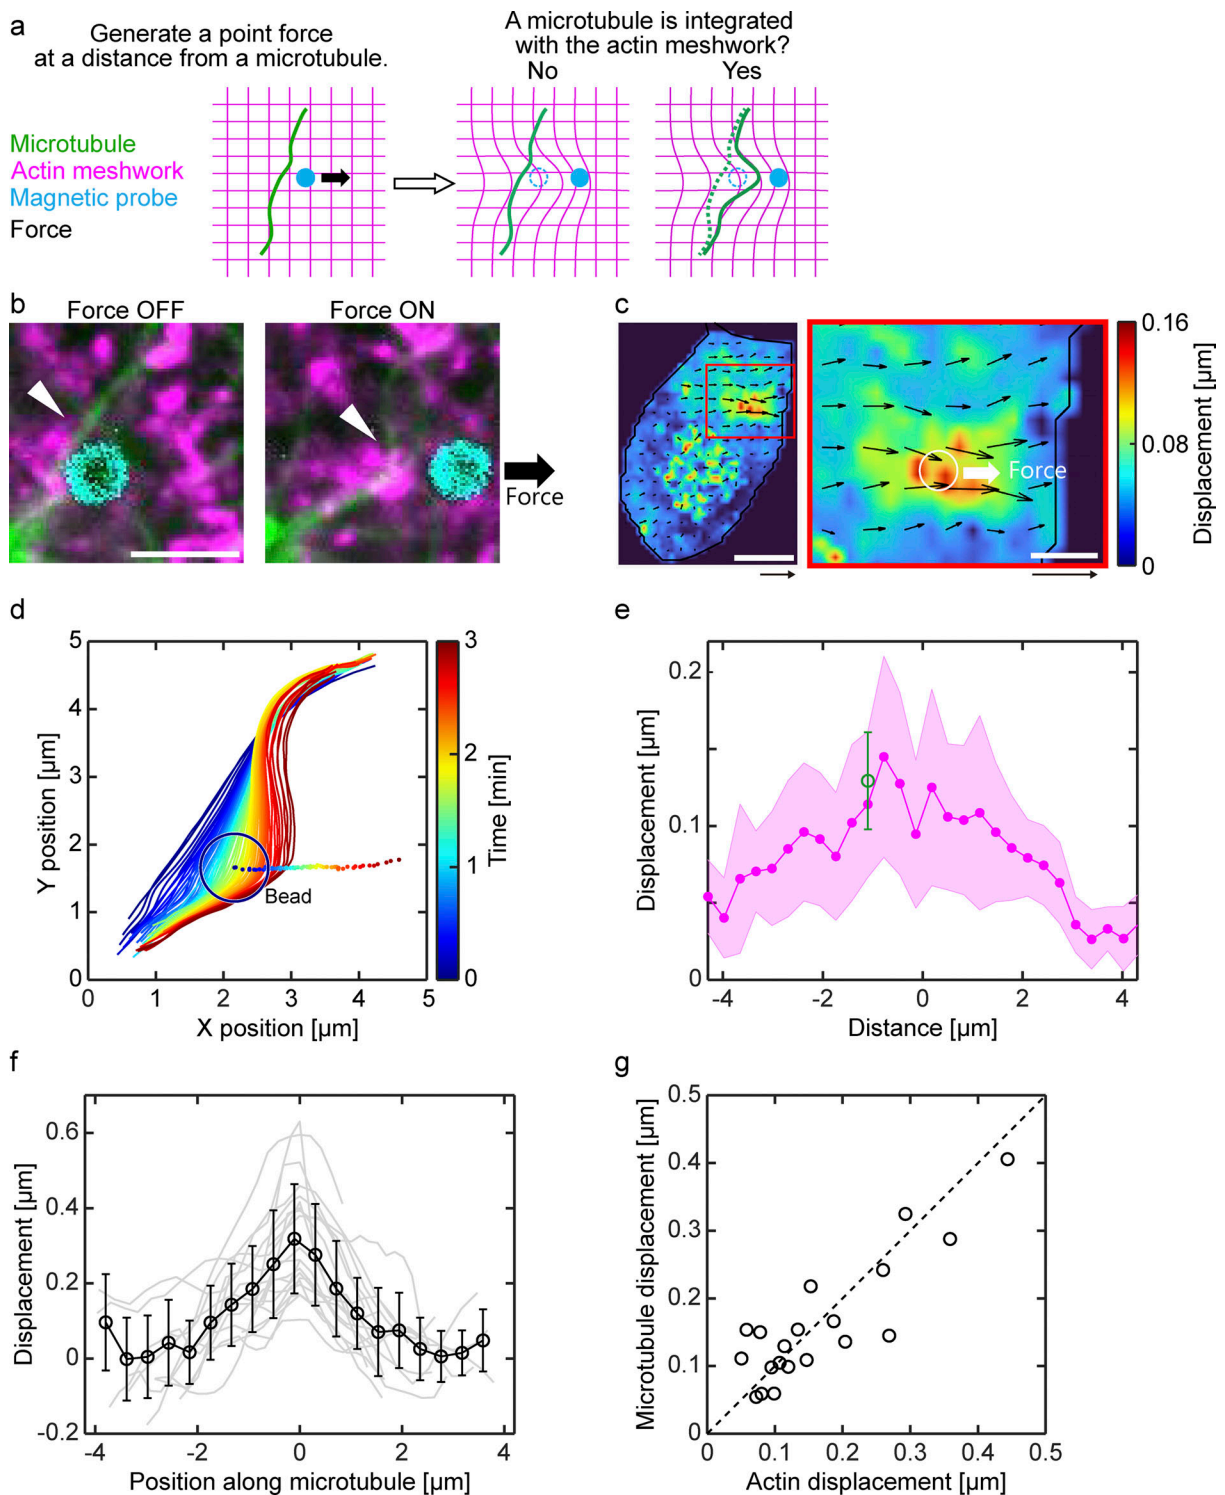 a
Generate a point force
at a distance from a microtubule.
A microtubule is integrated
with the actin meshwork?
No
Yes
Microtubule
Actin meshwork
Magnetic probe
Force
b
Force OFF
Force ON
Force
c
Force
0.16
0.08
0
Displacement [µm]
d
5
4
3
2
1
0
Y position [µm]
0
1
2
3
4
5
X position [µm]
Bead
3
2
1
0
Time [min]
e
0.2
0.1
0
Displacement [µm]
-4
-2
0
2
4
Distance [µm]
f
0.6
0.4
0.2
0
-0.2
Displacement [µm]
-4
-2
0
2
4
Position along microtubule [µm]
g
0.5
0.4
0.3
0.2
0.1
0
Microtubule displacement [µm]
0
0.1
0.2
0.3
0.4
0.5
Actin displacement [µm]